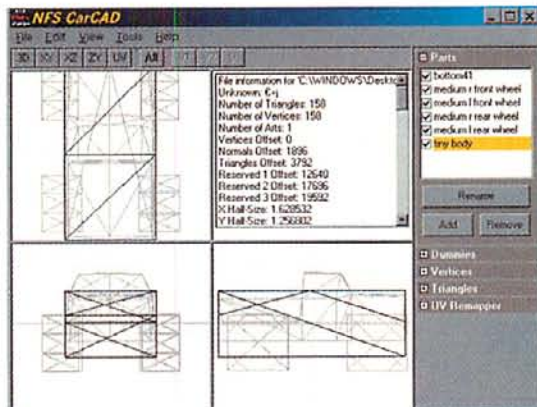 NFS CarCAD
File Edit View Tools Help
3D XY XZ ZY UV All
File information for 'C:\WINDOWS\Deskto
Unknown: €+j
Number of Triangles: 158
Number of Vertices: 158
Number of Arts: 1
Vertices Offset: 0
Normals Offset: 1896
Triangles Offset: 3792
Reserved 1 Offset: 12640
Reserved 2 Offset: 17696
Reserved 3 Offset: 19592
X Half-Size: 1.628532
Y Half-Size: 1.256802
Parts
bottom41
medium r front wheel
medium l front wheel
medium r rear wheel
medium l rear wheel
tiny body
Rename
Add Remove
Dummies
Vertices
Triangles
UV Remapper